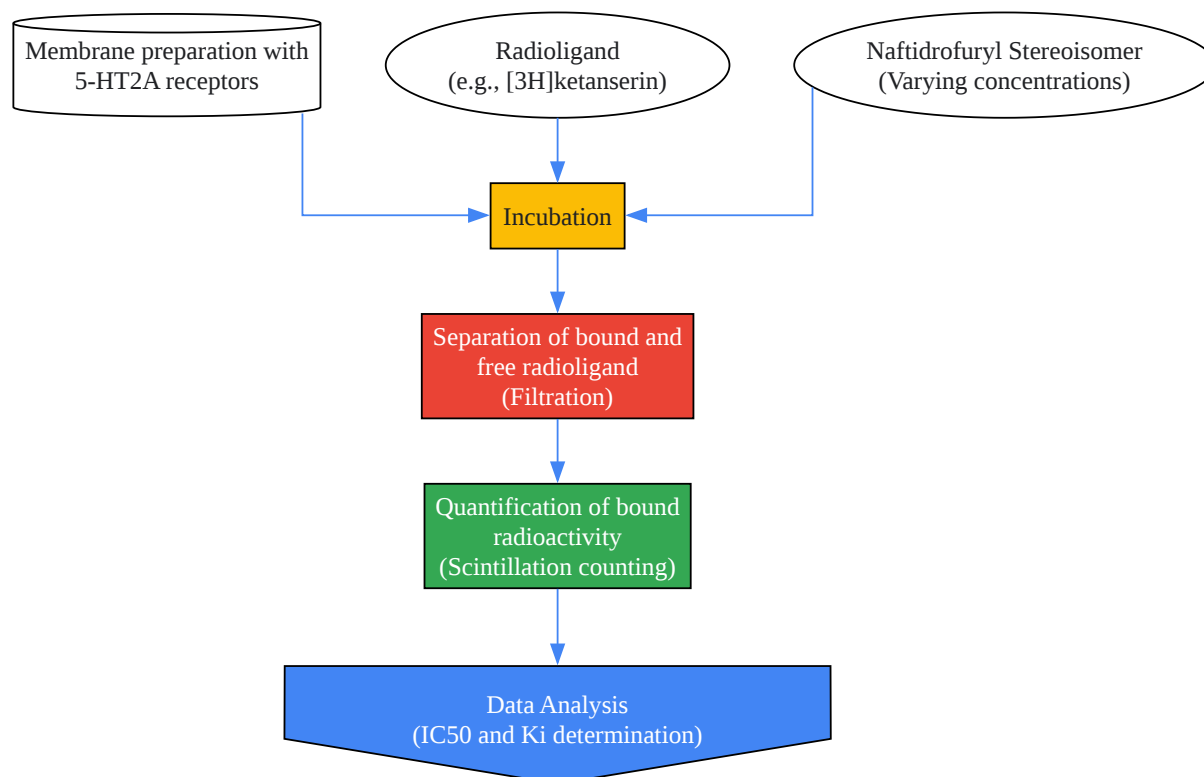 Membrane preparation with
5-HT2A receptors
Radioligand
(e.g., [3H]ketanserin)
Naftidrofuryl Stereoisomer
(Varying concentrations)
Incubation
Separation of bound and
free radioligand
(Filtration)
Quantification of bound
radioactivity
(Scintillation counting)
Data Analysis
(IC50 and Ki determination)